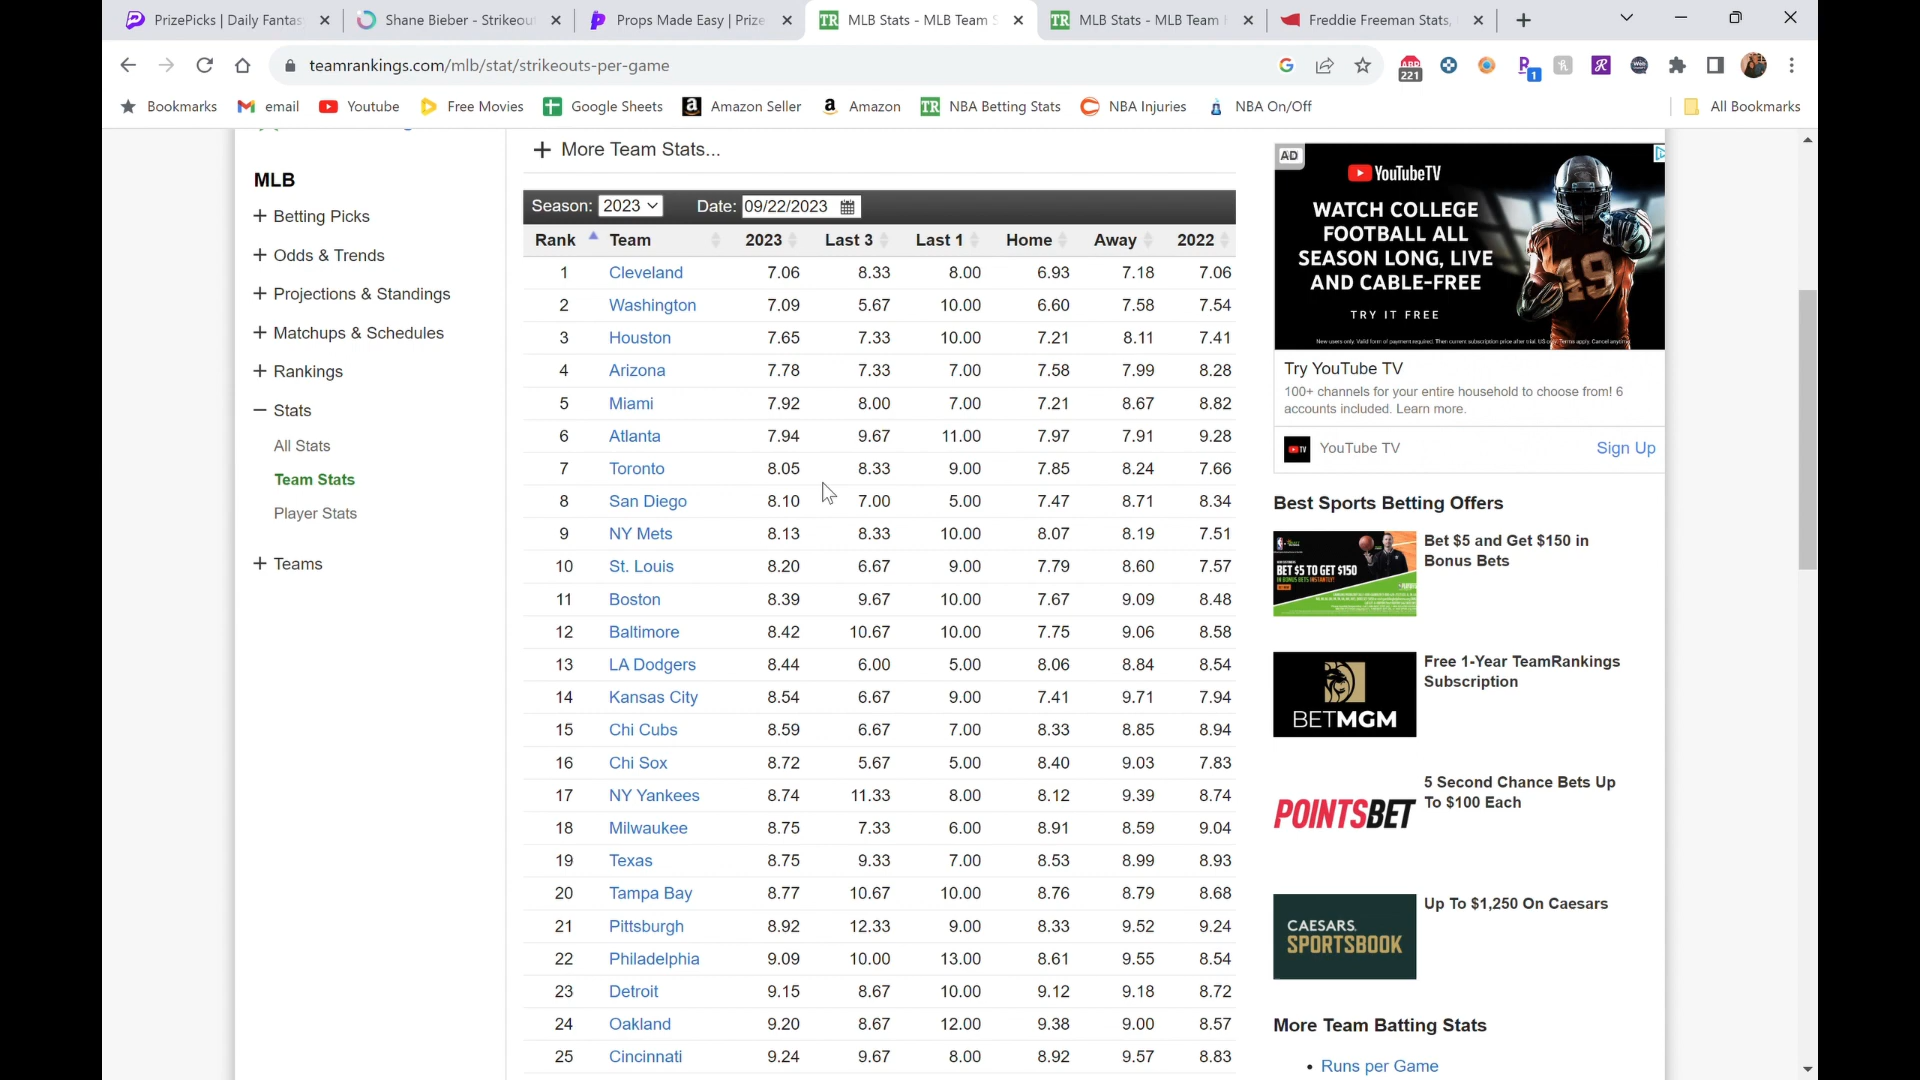 PrizePicks | Daily Fantas
Shane Bieber - Strikeou
Props Made Easy | Prize
MLB Stats - MLB Team S
MLB Stats - MLB Team
Freddie Freeman Stats,
teamrankings.com/mlb/stat/strikeouts-per-game
221
1
Bookmarks
email
Youtube
Free Movies
Google Sheets
Amazon Seller
Amazon
NBA Betting Stats
NBA Injuries
NBA On/Off
All Bookmarks
MLB
+ Betting Picks
+ Odds & Trends
+ Projections & Standings
+ Matchups & Schedules
+ Rankings
− Stats
All Stats
Team Stats
Player Stats
+ Teams
+ More Team Stats...
Season: 2023 Date: 09/22/2023
Rank Team 2023 Last 3 Last 1 Home Away 2022
1 Cleveland 7.06 8.33 8.00 6.93 7.18 7.06
2 Washington 7.09 5.67 10.00 6.60 7.58 7.54
3 Houston 7.65 7.33 10.00 7.21 8.11 7.41
4 Arizona 7.78 7.33 7.00 7.58 7.99 8.28
5 Miami 7.92 8.00 7.00 7.21 8.67 8.82
6 Atlanta 7.94 9.67 11.00 7.97 7.91 9.28
7 Toronto 8.05 8.33 9.00 7.85 8.24 7.66
8 San Diego 8.10 7.00 5.00 7.47 8.71 8.34
9 NY Mets 8.13 8.33 10.00 8.07 8.19 7.51
10 St. Louis 8.20 6.67 9.00 7.79 8.60 7.57
11 Boston 8.39 9.67 10.00 7.67 9.09 8.48
12 Baltimore 8.42 10.67 10.00 7.75 9.06 8.58
13 LA Dodgers 8.44 6.00 5.00 8.06 8.84 8.54
14 Kansas City 8.54 6.67 9.00 7.41 9.71 7.94
15 Chi Cubs 8.59 6.67 7.00 8.33 8.85 8.94
16 Chi Sox 8.72 5.67 5.00 8.40 9.03 7.83
17 NY Yankees 8.74 11.33 8.00 8.12 9.39 8.74
18 Milwaukee 8.75 7.33 6.00 8.91 8.59 9.04
19 Texas 8.75 9.33 7.00 8.53 8.99 8.93
20 Tampa Bay 8.77 10.67 10.00 8.76 8.79 8.68
21 Pittsburgh 8.92 12.33 9.00 8.33 9.52 9.24
22 Philadelphia 9.09 10.00 13.00 8.61 9.55 8.54
23 Detroit 9.15 8.67 10.00 9.12 9.18 8.72
24 Oakland 9.20 8.67 12.00 9.38 9.00 8.57
25 Cincinnati 9.24 9.67 8.00 8.92 9.57 8.83
AD
YouTubeTV
WATCH COLLEGE
FOOTBALL ALL
SEASON LONG, LIVE
AND CABLE-FREE
TRY IT FREE
49
Try YouTube TV
100+ channels for your entire household to choose from! 6
accounts included. Learn more.
YouTube TV
Sign Up
Best Sports Betting Offers
BET $5 TO GET $150
Bet $5 and Get $150 in
Bonus Bets
BETMGM
Free 1-Year TeamRankings
Subscription
POINTSBET
5 Second Chance Bets Up
To $100 Each
CAESARS
SPORTSBOOK
Up To $1,250 On Caesars
More Team Batting Stats
• Runs per Game